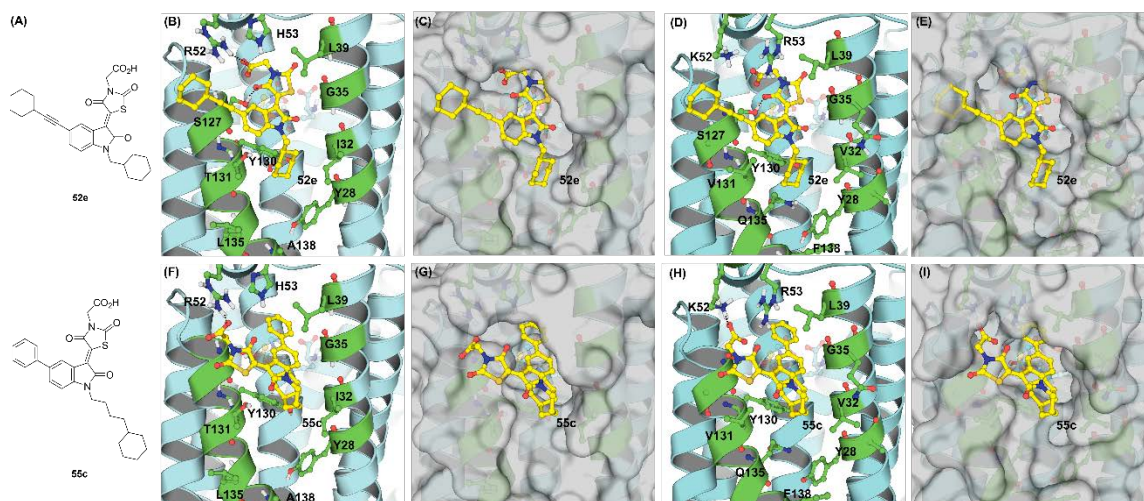 (A)
CO₂H
N
O
O
S
O
N
52e
(B)
R52
H53
L39
G35
S127
I32
Y130
52e
T131
Y28
L135
A138
(C)
52e
(D)
K52
R53
L39
G35
S127
V32
Y130
52e
V131
Y28
Q135
F138
(E)
52e
CO₂H
N
O
O
S
O
N
55c
(F)
R52
H53
L39
G35
I32
Y130
55c
T131
Y28
L135
A138
(G)
55c
(H)
K52
R53
L39
G35
V32
Y130
55c
V131
Y28
Q135
F138
(I)
55c